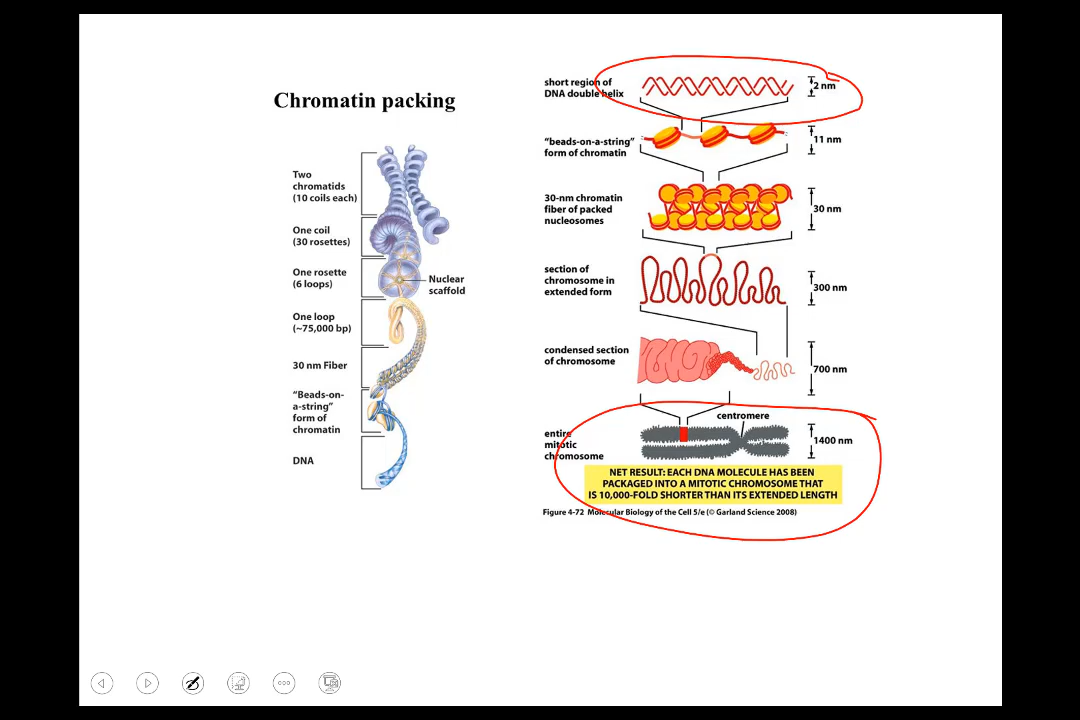 Chromatin packing
Two
chromatids
(10 coils each)
One coil
(30 rosettes)
One rosette
(6 loops)
Nuclear
scaffold
One loop
(~75,000 bp)
30 nm Fiber
“Beads-on-
a-string”
form of
chromatin
DNA
short region of
DNA double helix
2 nm
“beads-on-a-string”
form of chromatin
11 nm
30-nm chromatin
fiber of packed
nucleosomes
30 nm
section of
chromosome in
extended form
300 nm
condensed section
of chromosome
700 nm
centromere
entire
mitotic
chromosome
1400 nm
NET RESULT: EACH DNA MOLECULE HAS BEEN
PACKAGED INTO A MITOTIC CHROMOSOME THAT
IS 10,000-FOLD SHORTER THAN ITS EXTENDED LENGTH
Figure 4-72 Molecular Biology of the Cell 5/e (© Garland Science 2008)